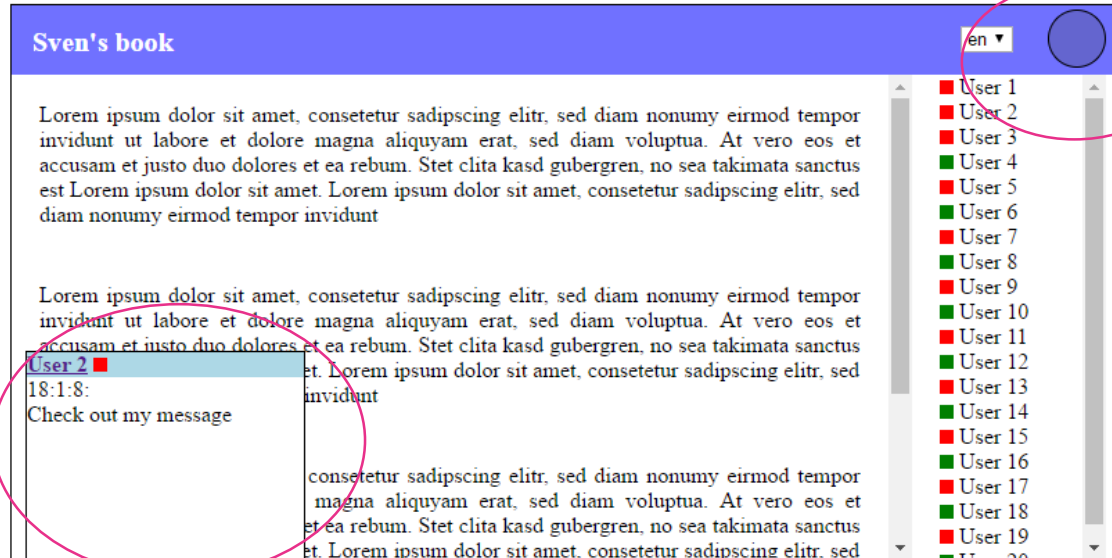 Sven's book
en
Lorem ipsum dolor sit amet, consetetur sadipscing elitr, sed diam nonumy eirmod tempor
invidunt ut labore et dolore magna aliquyam erat, sed diam voluptua. At vero eos et
accusam et justo duo dolores et ea rebum. Stet clita kasd gubergren, no sea takimata sanctus
est Lorem ipsum dolor sit amet. Lorem ipsum dolor sit amet, consetetur sadipscing elitr, sed
diam nonumy eirmod tempor invidunt
Lorem ipsum dolor sit amet, consetetur sadipscing elitr, sed diam nonumy eirmod tempor
invidunt ut labore et dolore magna aliquyam erat, sed diam voluptua. At vero eos et
accusam et justo duo dolores et ea rebum. Stet clita kasd gubergren, no sea takimata sanctus
et. Lorem ipsum dolor sit amet, consetetur sadipscing elitr, sed
invidunt
consetetur sadipscing elitr, sed diam nonumy eirmod tempor
magna aliquyam erat, sed diam voluptua. At vero eos et
et ea rebum. Stet clita kasd gubergren, no sea takimata sanctus
et. Lorem ipsum dolor sit amet, consetetur sadipscing elitr, sed
User 2
18:1:8:
Check out my message
User 1
User 2
User 3
User 4
User 5
User 6
User 7
User 8
User 9
User 10
User 11
User 12
User 13
User 14
User 15
User 16
User 17
User 18
User 19